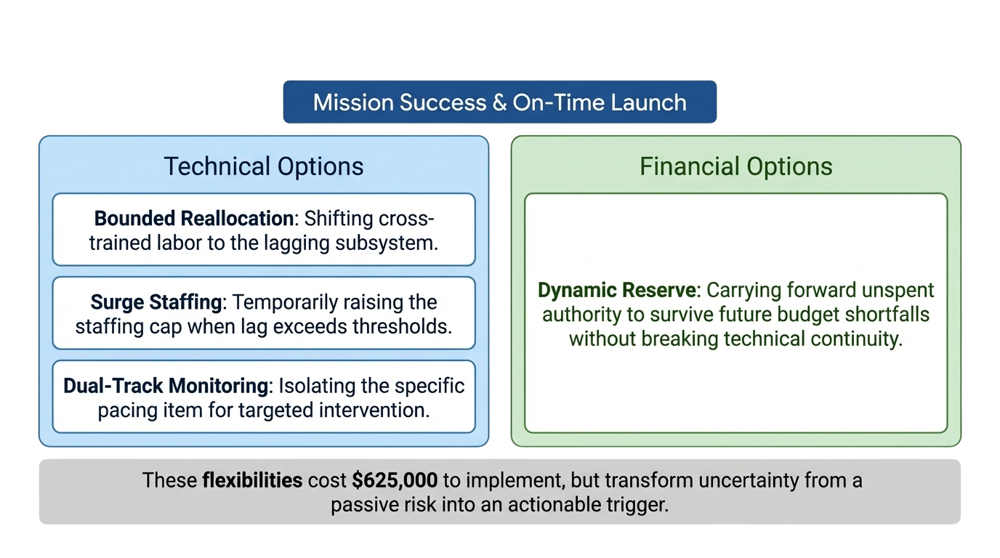 Mission Success & On-Time Launch
Technical Options
Bounded Reallocation: Shifting cross-
trained labor to the lagging subsystem.
Surge Staffing: Temporarily raising the
staffing cap when lag exceeds thresholds.
Dual-Track Monitoring: Isolating the specific
pacing item for targeted intervention.
Financial Options
Dynamic Reserve: Carrying forward unspent
authority to survive future budget shortfalls
without breaking technical continuity.
These flexibilities cost $625,000 to implement, but transform uncertainty from a
passive risk into an actionable trigger.